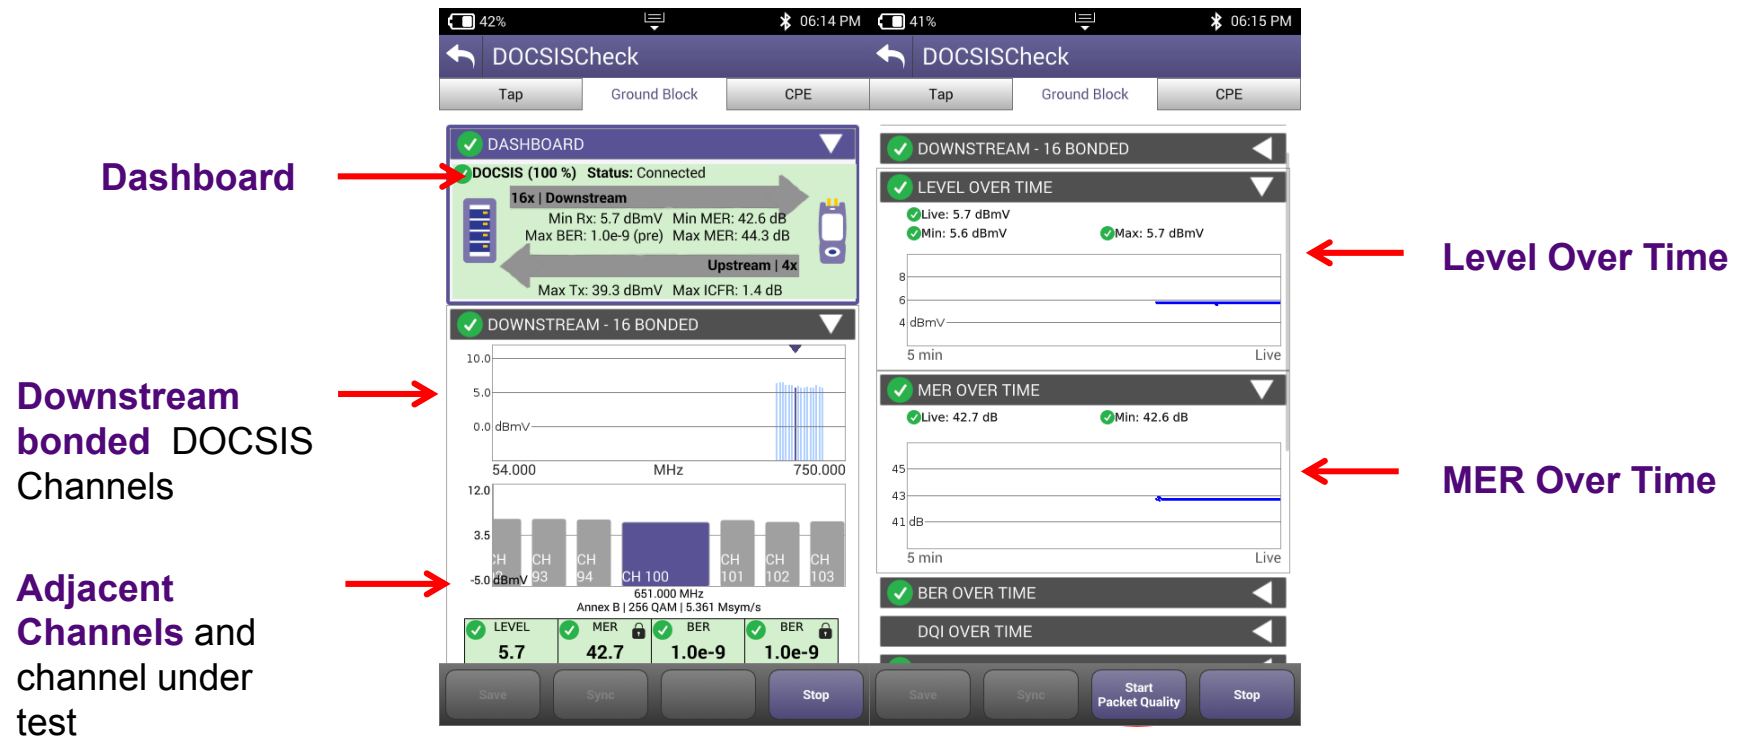 42%
06:14 PM
DOCSISCheck
Tap
Ground Block
CPE
DASHBOARD
DOCSIS (100 %) Status: Connected
16x | Downstream
Min Rx: 5.7 dBmV Min MER: 42.6 dB
Max BER: 1.0e-9 (pre) Max MER: 44.3 dB
Upstream | 4x
Max Tx: 39.3 dBmV Max ICFR: 1.4 dB
DOWNSTREAM - 16 BONDED
10.0
5.0
0.0 dBmV
54.000 MHz 750.000
12.0
3.5
-5.0 dBmV
CH 93
CH 94
CH 100
CH 101
CH 102
CH 103
651.000 MHz
Annex B | 256 QAM | 5.361 Msym/s
LEVEL MER BER BER
5.7 42.7 1.0e-9 1.0e-9
Save
Sync
Stop
41%
06:15 PM
DOCSISCheck
Tap
Ground Block
CPE
DOWNSTREAM - 16 BONDED
LEVEL OVER TIME
Live: 5.7 dBmV
Min: 5.6 dBmV Max: 5.7 dBmV
8
6
4 dBmV
5 min Live
MER OVER TIME
Live: 42.7 dB Min: 42.6 dB
45
43
41 dB
5 min Live
BER OVER TIME
DQI OVER TIME
Save
Sync
Start
Packet Quality
Stop
Dashboard
Downstream
bonded DOCSIS
Channels
Adjacent
Channels and
channel under
test
Level Over Time
MER Over Time